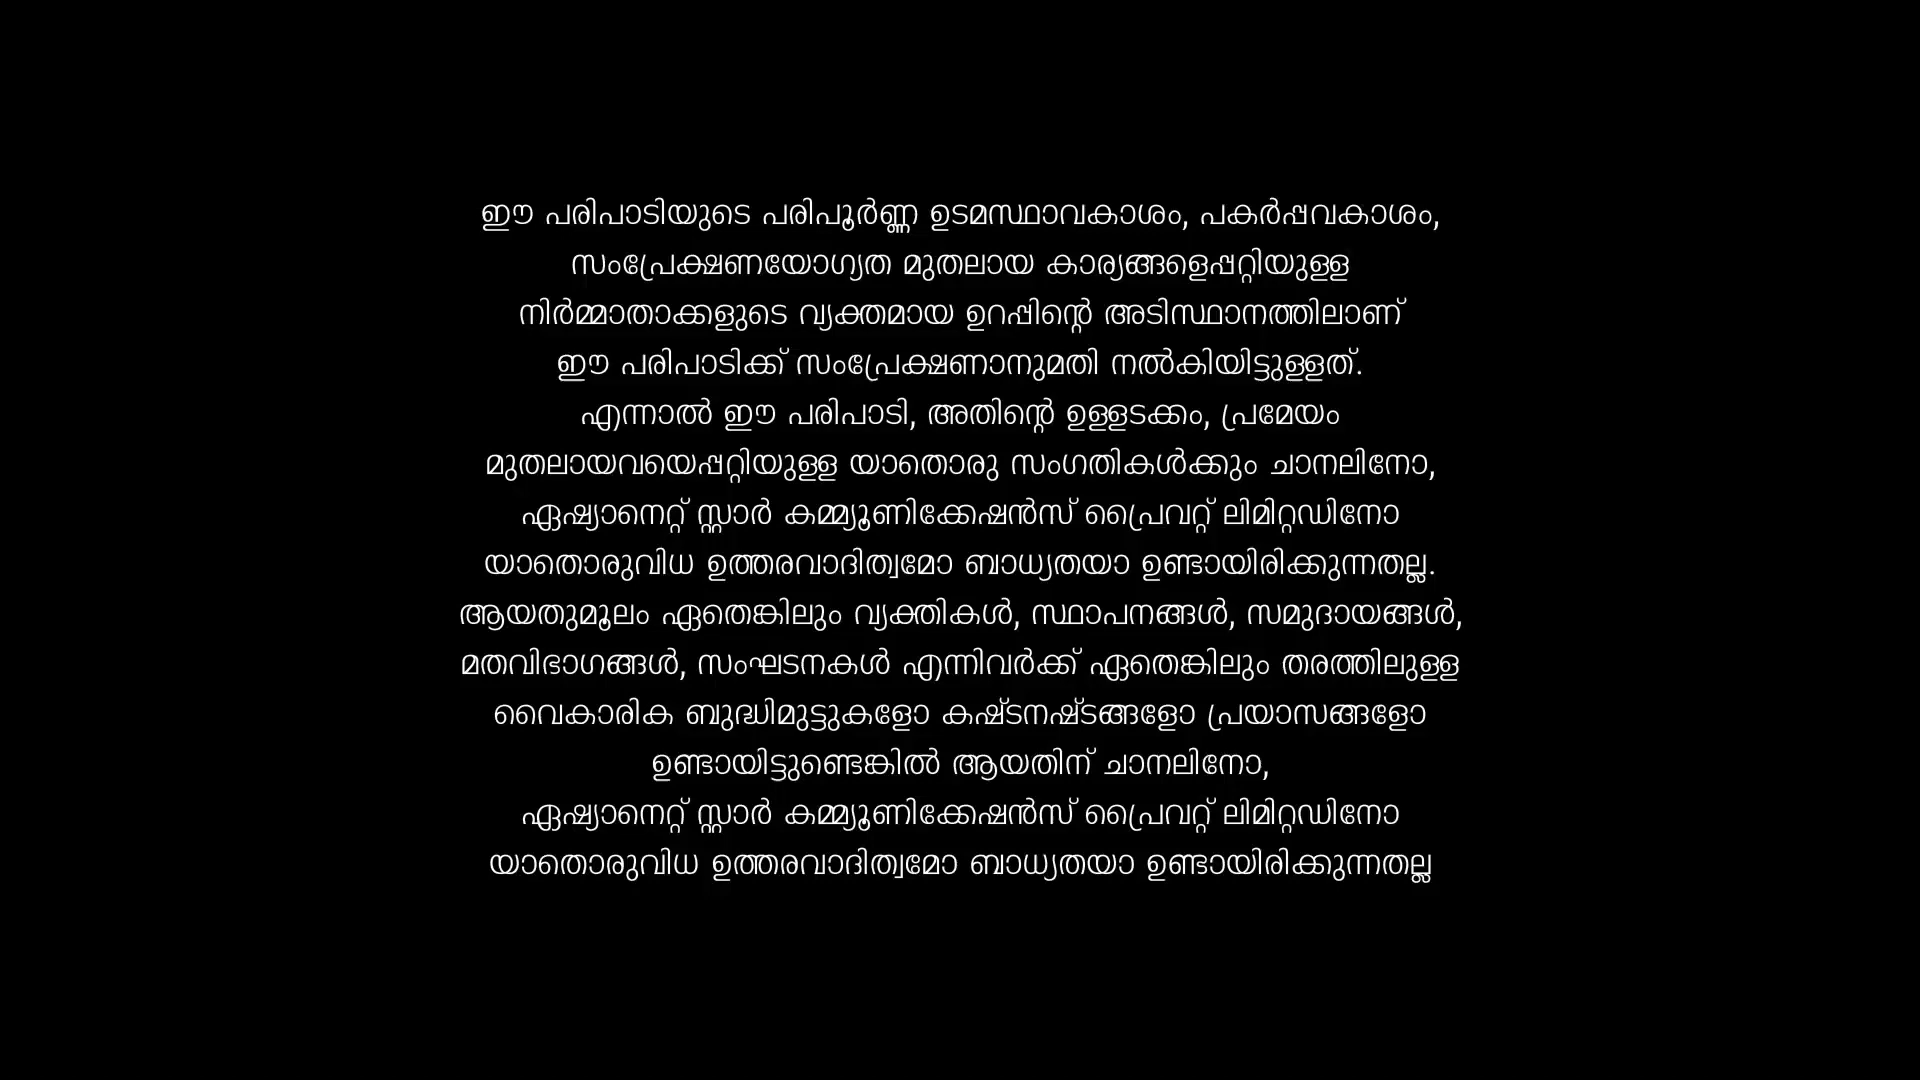 ഈ പരിപാടിയുടെ പരിപൂർണ്ണ ഉടമസ്ഥാവകാശം, പകർപ്പവകാശം,
സംപ്രേക്ഷണയോഗ്യത മുതലായ കാര്യങ്ങളെപ്പറ്റിയുള്ള
നിർമ്മാതാക്കളുടെ വ്യക്തമായ ഉറപ്പിന്റെ അടിസ്ഥാനത്തിലാണ്
ഈ പരിപാടിക്ക് സംപ്രേക്ഷണാനുമതി നൽകിയിട്ടുള്ളത്.
എന്നാൽ ഈ പരിപാടി, അതിന്റെ ഉള്ളടക്കം, പ്രമേയം
മുതലായവയെപ്പറ്റിയുള്ള യാതൊരു സംഗതികൾക്കും ചാനലിനോ,
ഏഷ്യാനെറ്റ് സ്റ്റാർ കമ്മ്യൂണിക്കേഷൻസ് പ്രൈവറ്റ് ലിമിറ്റഡിനോ
യാതൊരുവിധ ഉത്തരവാദിത്വമോ ബാധ്യതയാ ഉണ്ടായിരിക്കുന്നതല്ല.
ആയതുമൂലം ഏതെങ്കിലും വ്യക്തികൾ, സ്ഥാപനങ്ങൾ, സമുദായങ്ങൾ,
മതവിഭാഗങ്ങൾ, സംഘടനകൾ എന്നിവർക്ക് ഏതെങ്കിലും തരത്തിലുള്ള
വൈകാരിക ബുദ്ധിമുട്ടുകളോ കഷ്ടനഷ്ടങ്ങളോ പ്രയാസങ്ങളോ
ഉണ്ടായിട്ടുണ്ടെങ്കിൽ ആയതിന് ചാനലിനോ,
ഏഷ്യാനെറ്റ് സ്റ്റാർ കമ്മ്യൂണിക്കേഷൻസ് പ്രൈവറ്റ് ലിമിറ്റഡിനോ
യാതൊരുവിധ ഉത്തരവാദിത്വമോ ബാധ്യതയാ ഉണ്ടായിരിക്കുന്നതല്ല